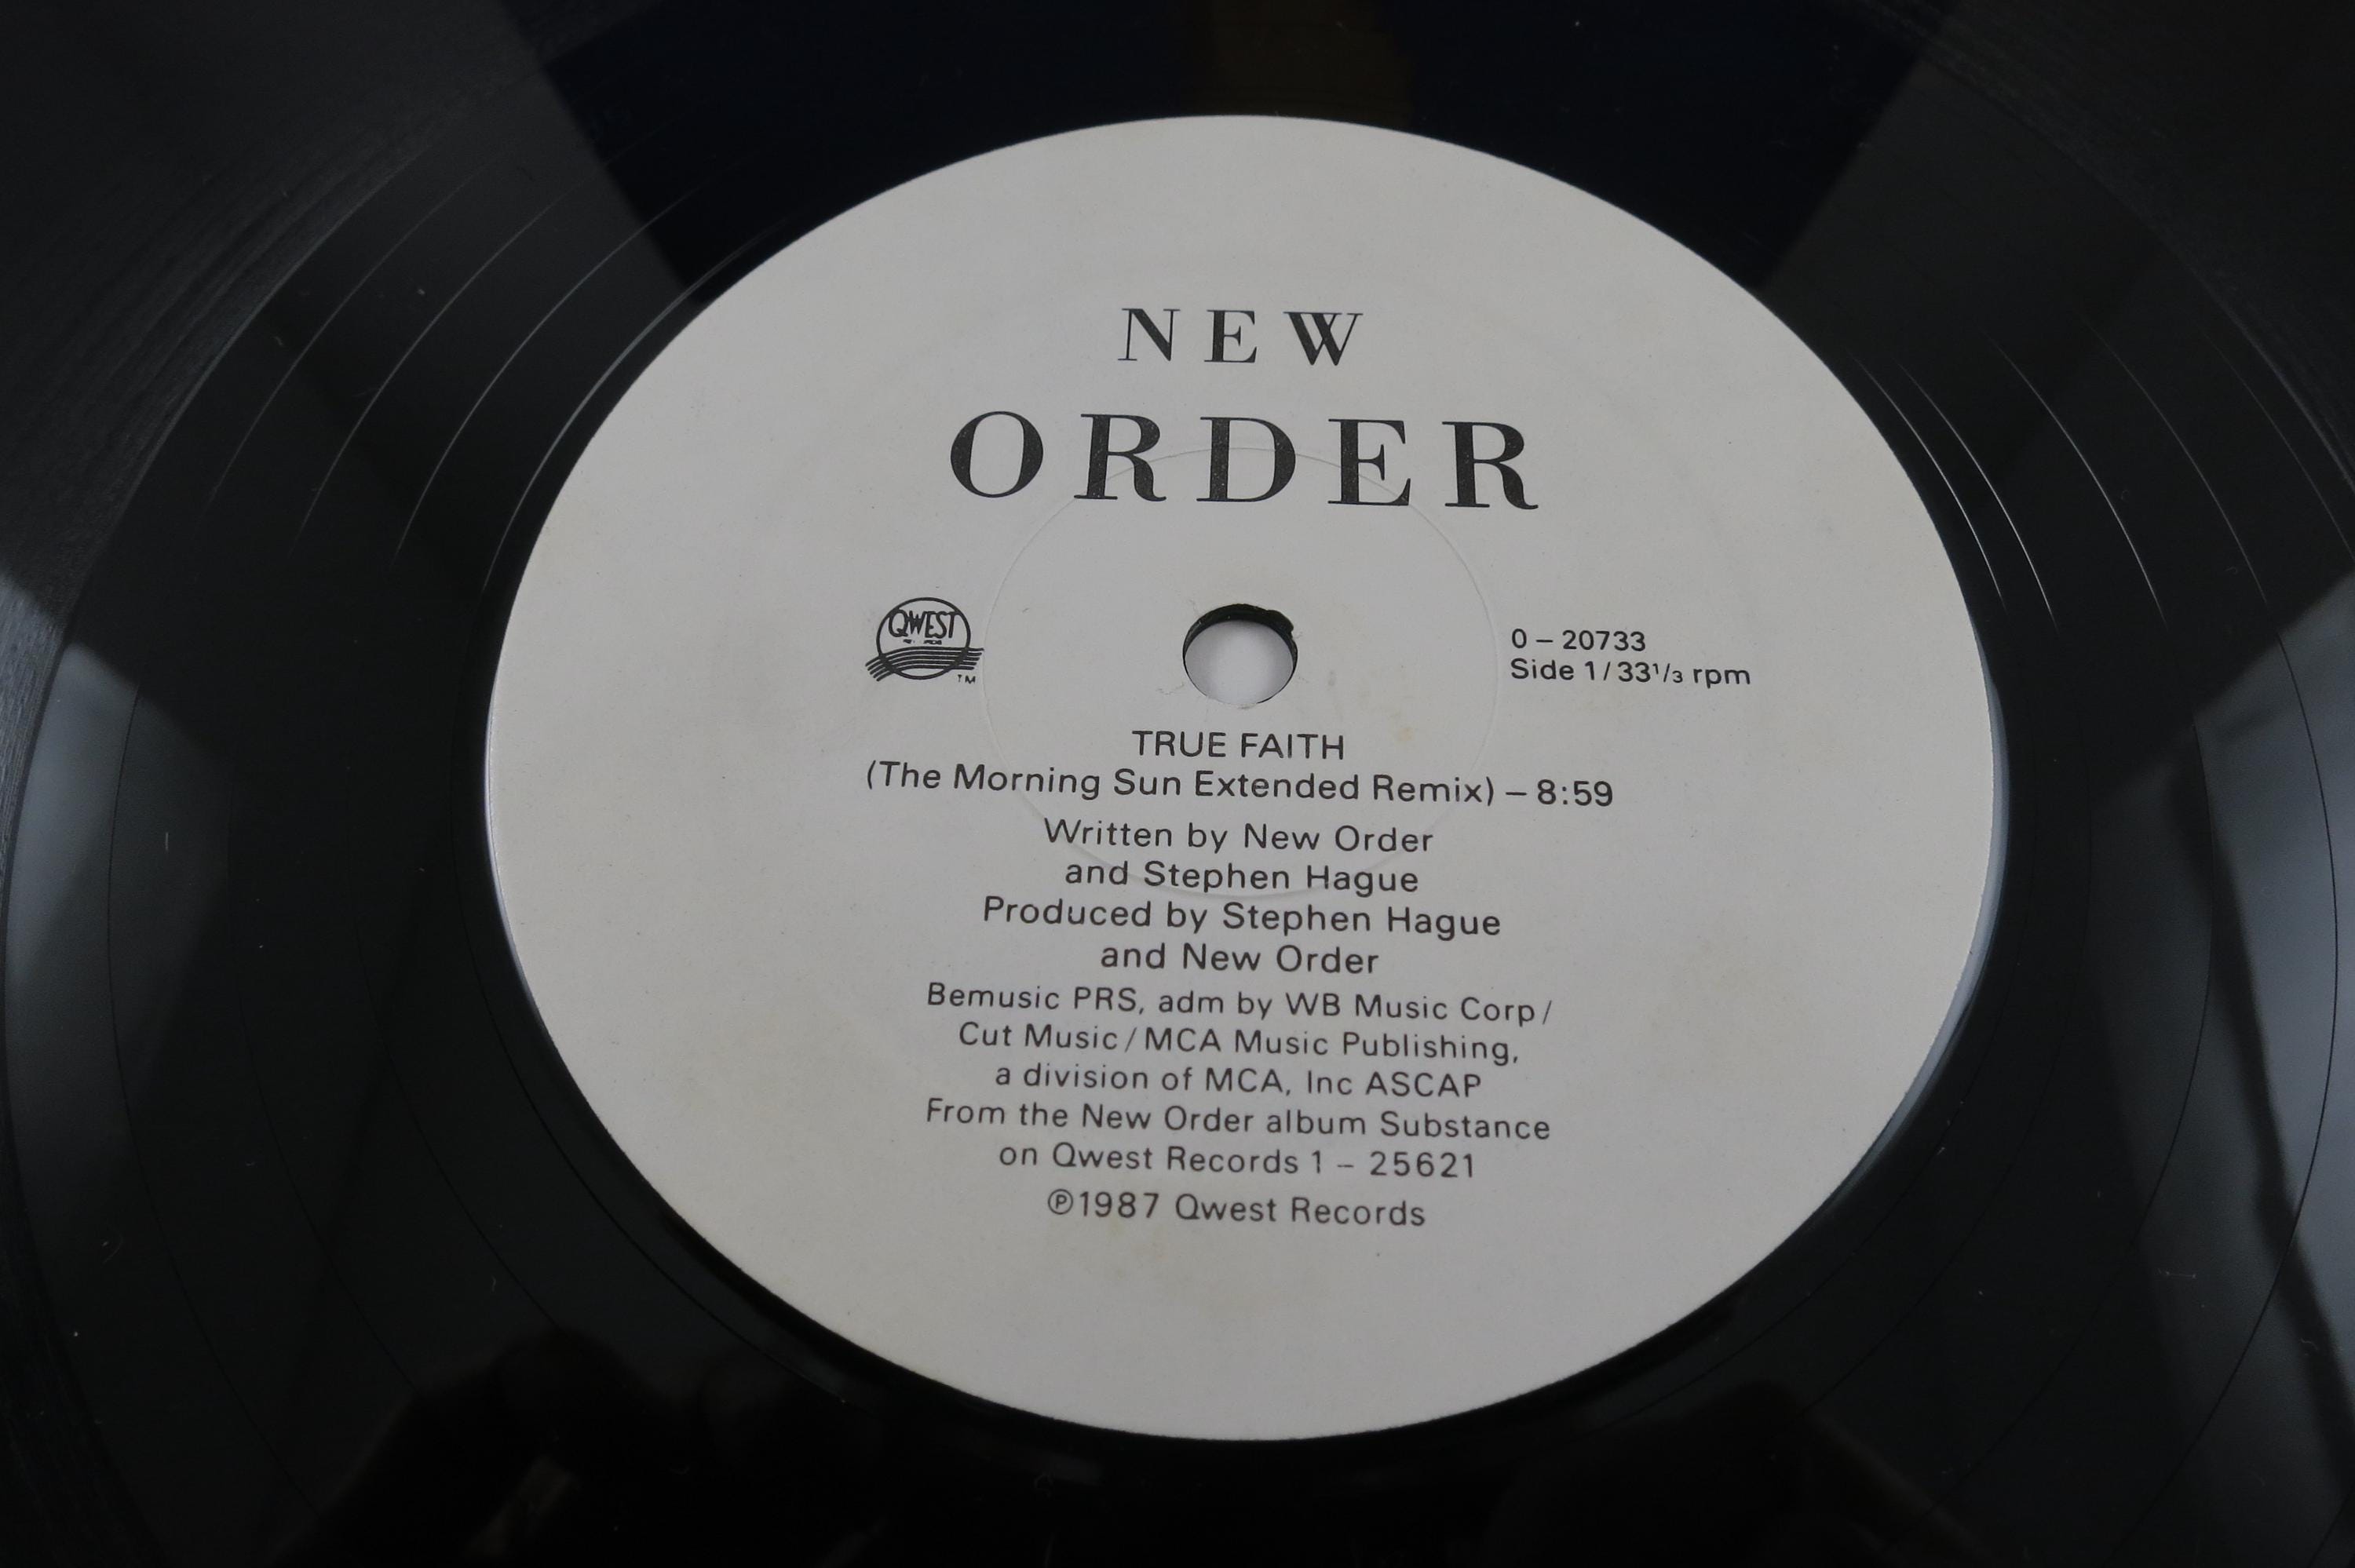 NEW
ORDER
QWEST
TM
0 – 20733
Side 1 / 33¹/₃ rpm
TRUE FAITH
(The Morning Sun Extended Remix) – 8:59
Written by New Order
and Stephen Hague
Produced by Stephen Hague
and New Order
Bemusic PRS, adm by WB Music Corp /
Cut Music / MCA Music Publishing,
a division of MCA, Inc ASCAP
From the New Order album Substance
on Qwest Records 1 – 25621
℗1987 Qwest Records